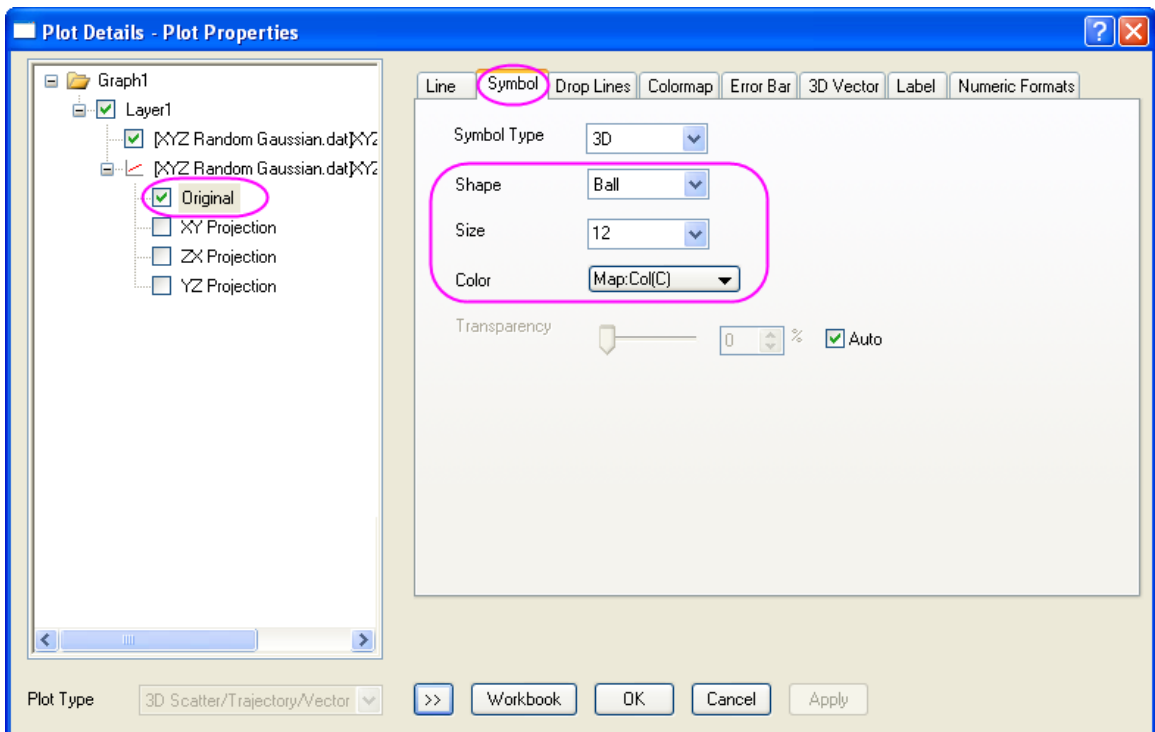 Plot Details - Plot Properties
Graph1
Layer1
[XYZ Random Gaussian.dat]XYZ
[XYZ Random Gaussian.dat]XYZ
Original
XY Projection
ZX Projection
YZ Projection
Line Symbol Drop Lines Colormap Error Bar 3D Vector Label Numeric Formats
Symbol Type 3D
Shape Ball
Size 12
Color Map:Col(C)
Transparency 0 % Auto
Plot Type 3D Scatter/Trajectory/Vector >> Workbook OK Cancel Apply